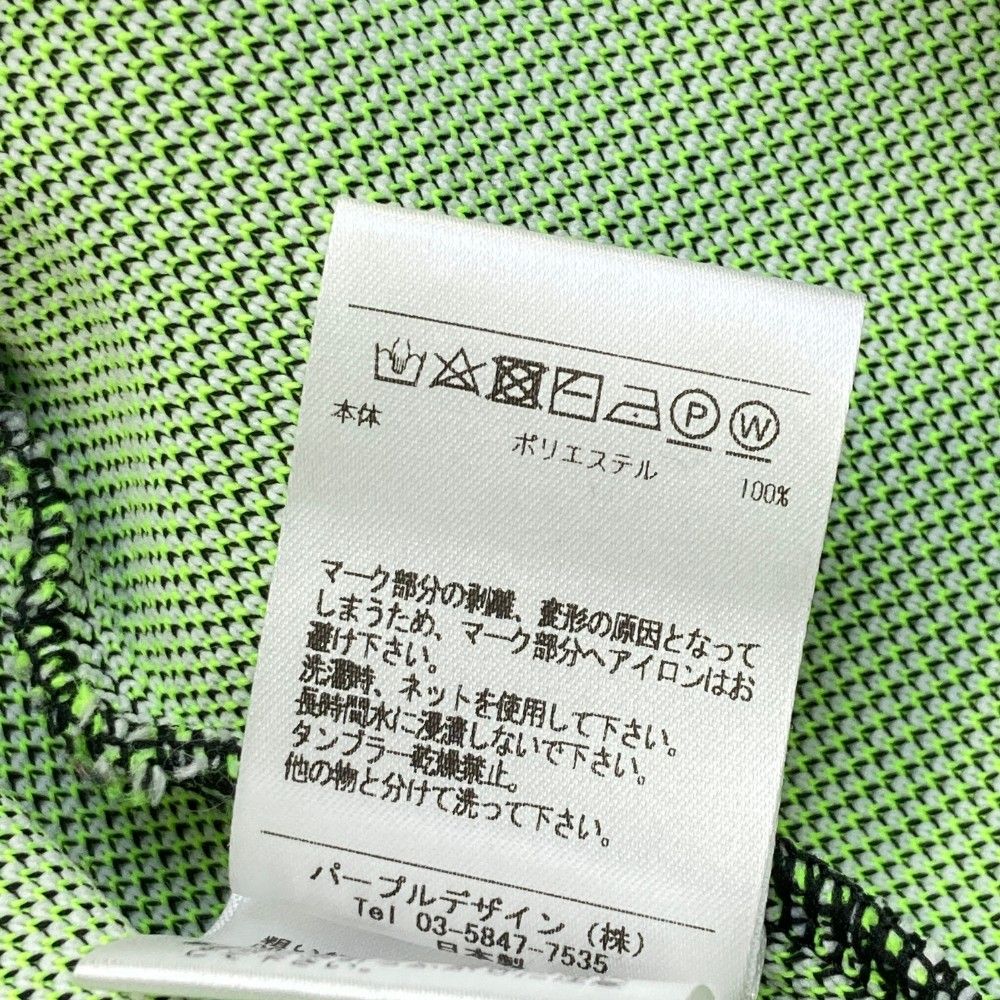 P W
本体 ポリエステル 100%
マーク部分の剥離、変形の原因となって
しまうため、マーク部分へアイロンはお
避け下さい。
洗濯時、ネットを使用して下さい。
長時間水に浸漬しないで下さい。
タンブラー乾燥禁止。
他の物と分けて洗って下さい。
パープルデザイン(株)
Tel 03-5847-7535
日本製